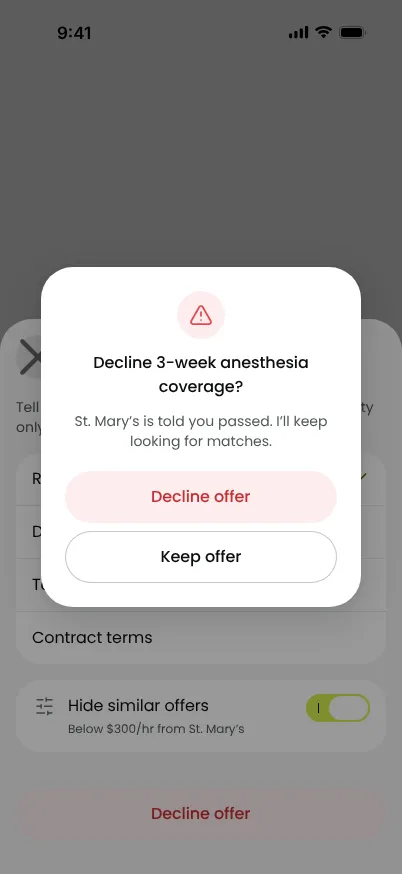 9:41
Decline 3-week anesthesia
coverage?
St. Mary's is told you passed. I'll keep
looking for matches.
Decline offer
Keep offer
Tell
ty
only
R
D
Contract terms
Hide similar offers
Below $300/hr from St. Mary's
Decline offer